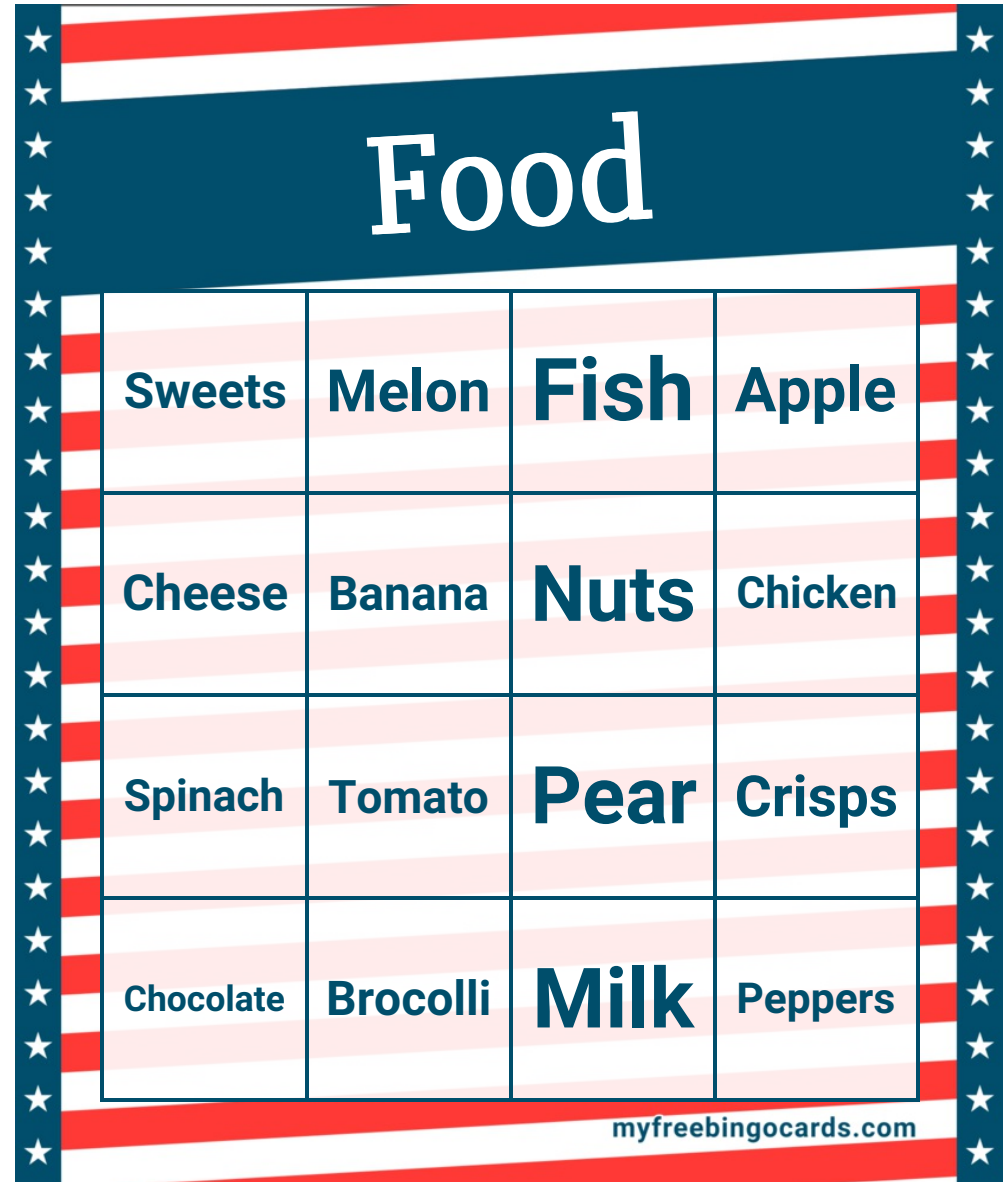 Food
Sweets Melon Fish Apple
Cheese Banana Nuts Chicken
Spinach Tomato Pear Crisps
Chocolate Brocolli Milk Peppers
myfreebingocards.com